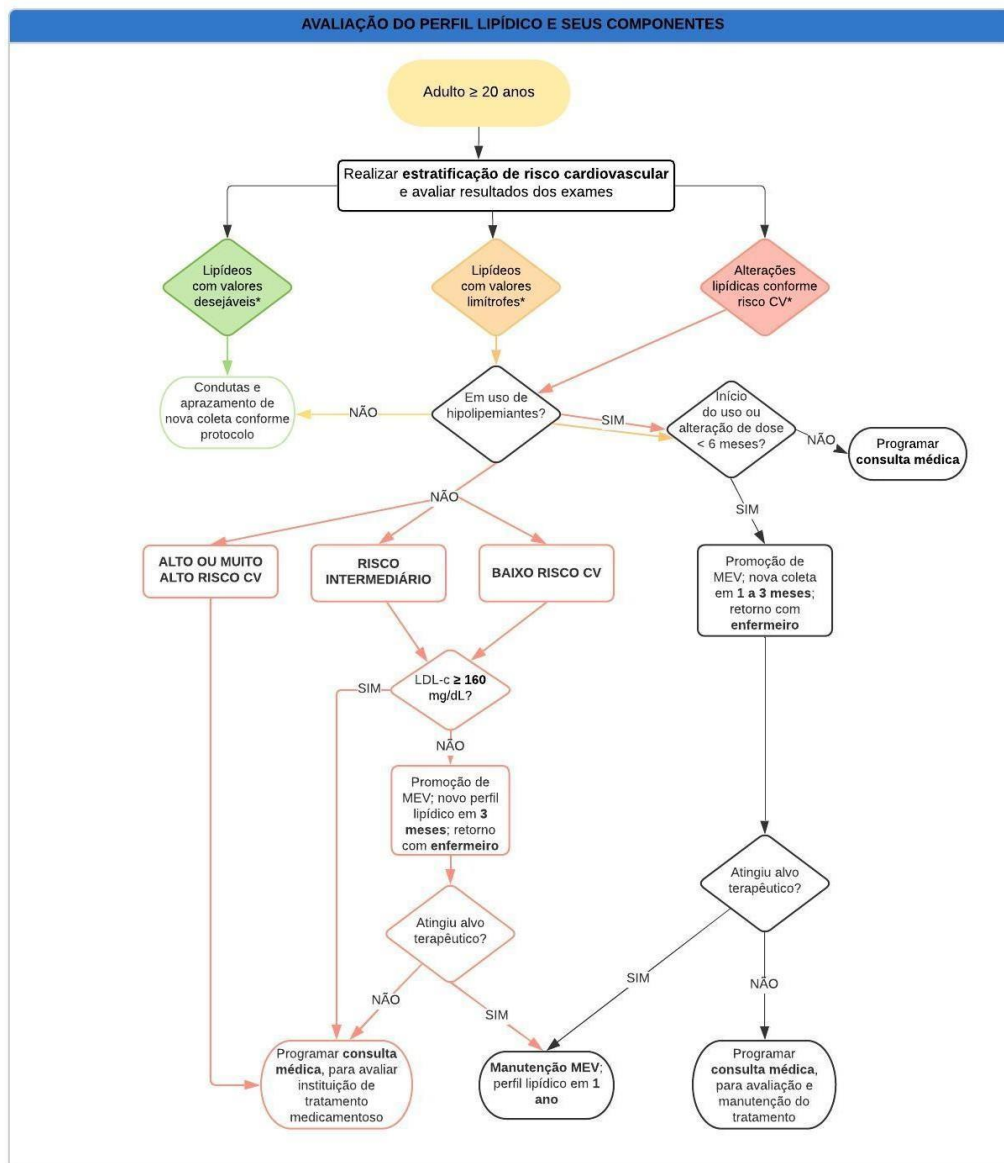 AVALIAÇÃO DO PERFIL LIPÍDICO E SEUS COMPONENTES
Adulto ≥ 20 anos
Realizar estratificação de risco cardiovascular
e avaliar resultados dos exames
Lipídeos
com valores
desejáveis*
Lipídeos
com valores
limítrofes*
Alterações
lipídicas conforme
risco CV*
Condutas e
aprazamento de
nova coleta conforme
protocolo
NÃO
Em uso de
hipolipemiantes?
SIM
Início
do uso ou
alteração de dose
< 6 meses?
NÃO
Programar
consulta médica
NÃO
SIM
ALTO OU MUITO
ALTO RISCO CV
RISCO
INTERMEDIÁRIO
BAIXO RISCO CV
Promoção de
MEV; nova coleta
em 1 a 3 meses;
retorno com
enfermeiro
LDL-c ≥ 160
mg/dL?
SIM
NÃO
Promoção de
MEV; novo perfil
lipídico em 3
meses; retorno
com enfermeiro
Atingiu alvo
terapêutico?
Atingiu alvo
terapêutico?
NÃO
SIM
SIM
NÃO
Programar consulta
médica, para avaliar
instituição de
tratamento
medicamentoso
Manutenção MEV;
perfil lipídico em 1
ano
Programar
consulta médica,
para avaliação e
manutenção do
tratamento